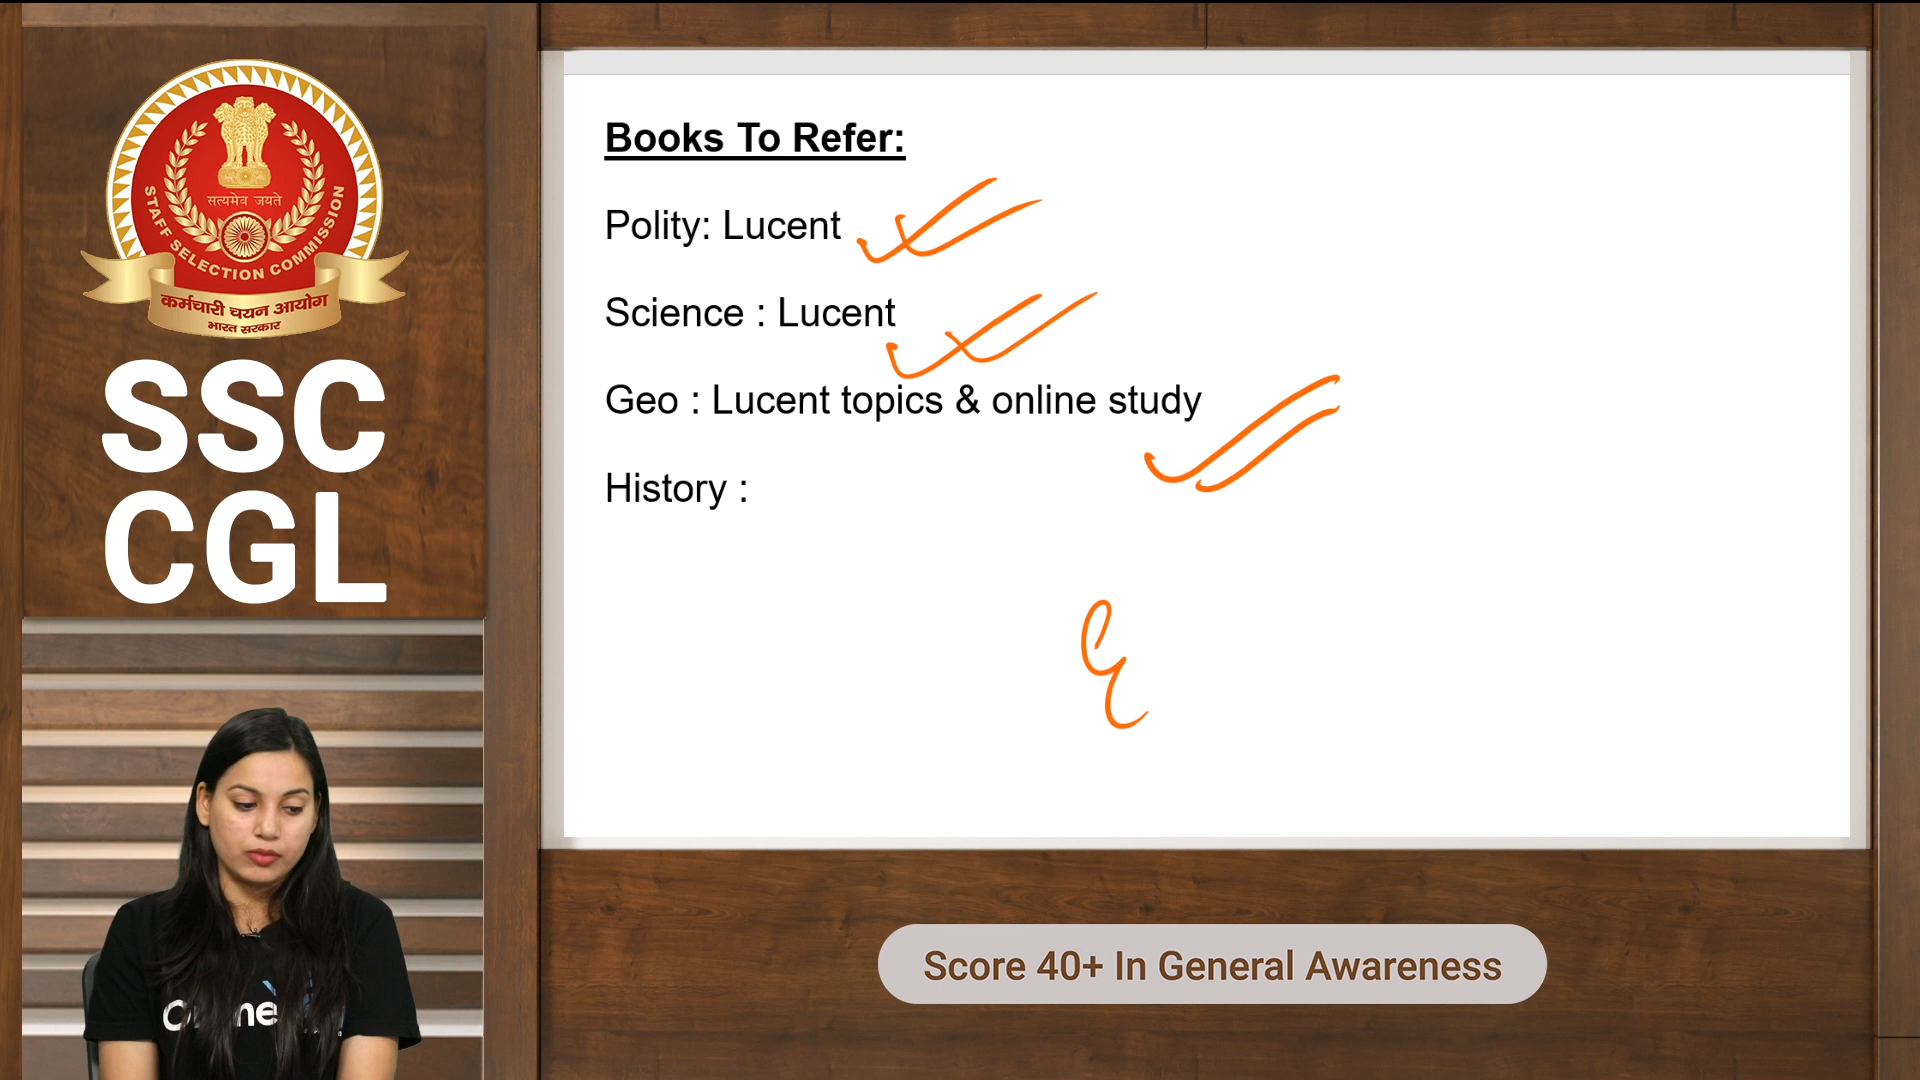 STAFF SELECTION COMMISSION
सत्यमेव जयते
कर्मचारी चयन आयोग
भारत सरकार
SSC
CGL
Books To Refer:
Polity: Lucent
Science : Lucent
Geo : Lucent topics & online study
History :
Score 40+ In General Awareness